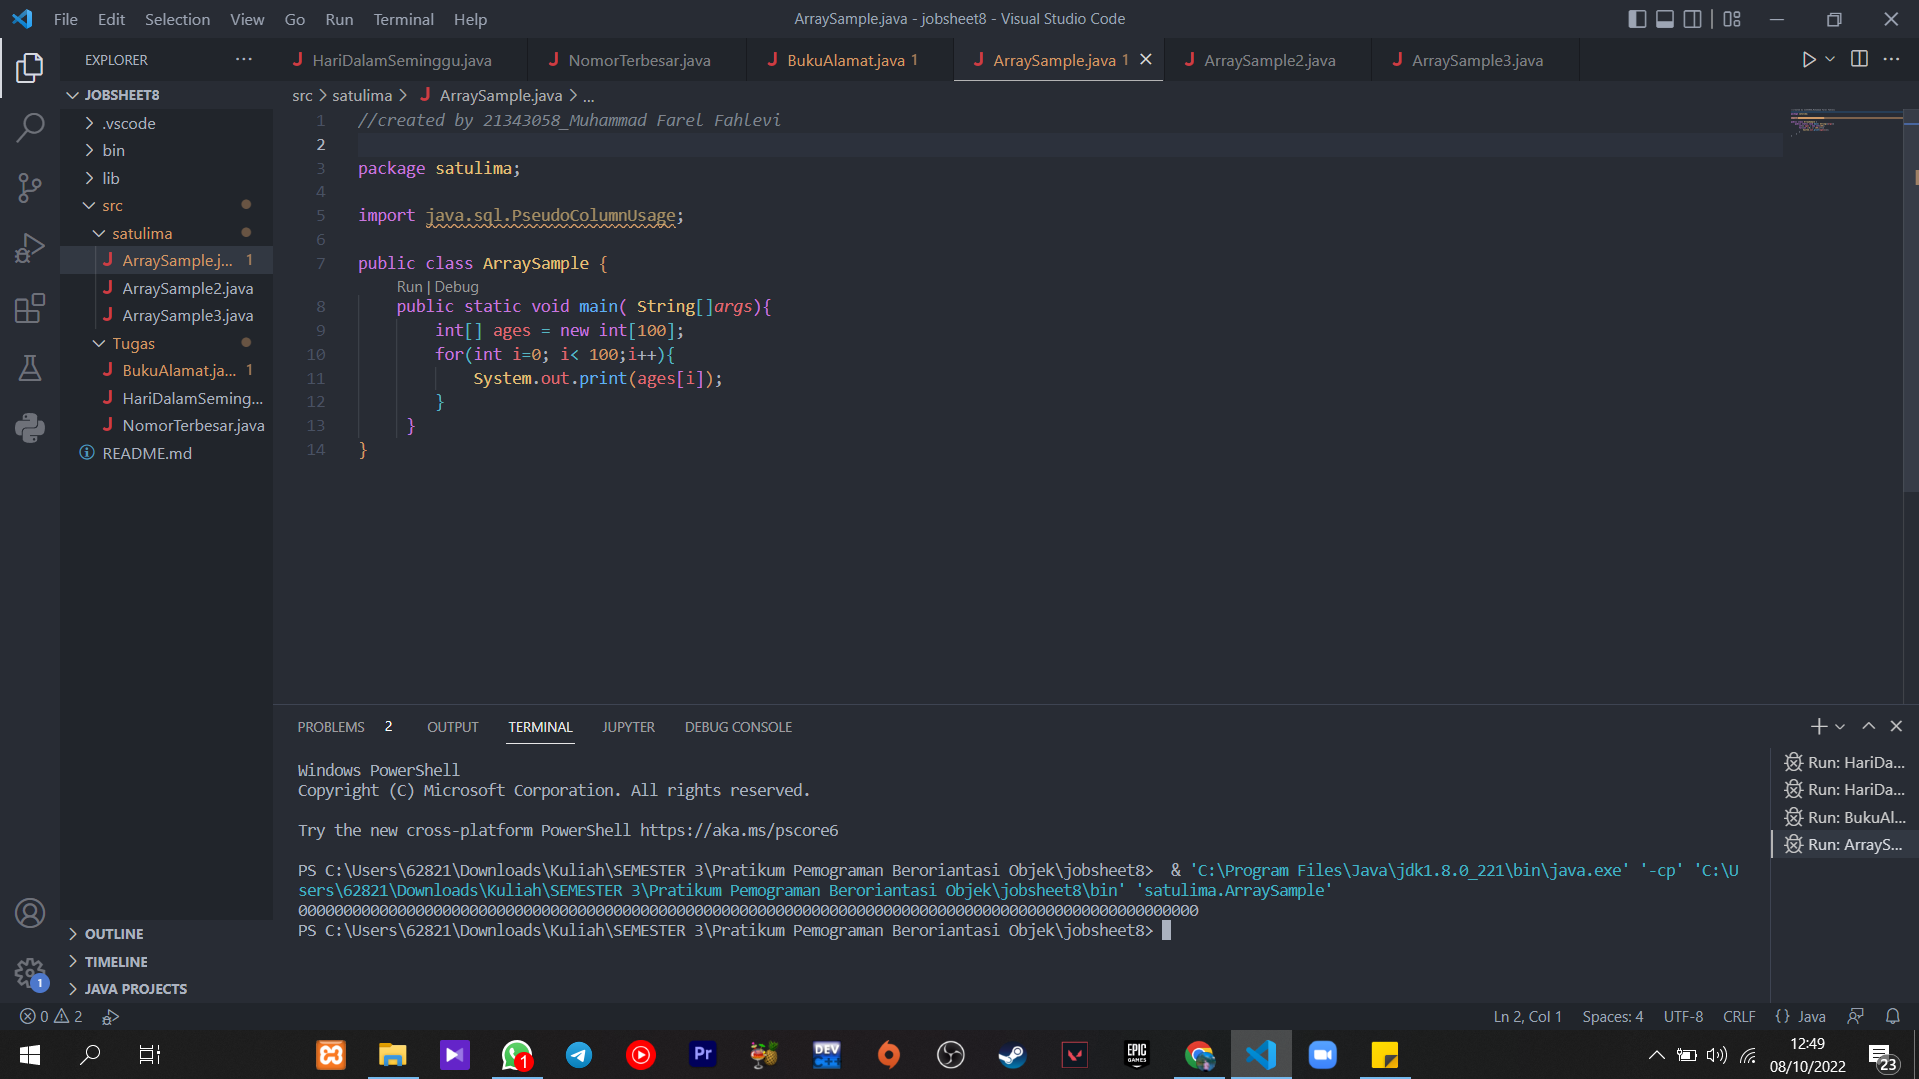 File Edit Selection View Go Run Terminal Help
ArraySample.java - jobsheet8 - Visual Studio Code
EXPLORER
HariDalamSeminggu.java
NomorTerbesar.java
BukuAlamat.java 1
ArraySample.java 1
ArraySample2.java
ArraySample3.java
JOBSHEET8
.vscode
bin
lib
src
satulima
ArraySample.j... 1
ArraySample2.java
ArraySample3.java
Tugas
BukuAlamat.ja... 1
HariDalamSeming...
NomorTerbesar.java
README.md
OUTLINE
TIMELINE
JAVA PROJECTS
src > satulima > ArraySample.java > ...
1 //created by 21343058_Muhammad Farel Fahlevi
2
3 package satulima;
4
5 import java.sql.PseudoColumnUsage;
6
7 public class ArraySample {
Run | Debug
8 public static void main( String[]args){
9 int[] ages = new int[100];
10 for(int i=0; i< 100;i++){
11 System.out.print(ages[i]);
12 }
13 }
14 }
PROBLEMS 2 OUTPUT TERMINAL JUPYTER DEBUG CONSOLE
Windows PowerShell
Copyright (C) Microsoft Corporation. All rights reserved.
Try the new cross-platform PowerShell https://aka.ms/pscore6
PS C:\Users\62821\Downloads\Kuliah\SEMESTER 3\Pratikum Pemograman Beroriantasi Objek\jobsheet8> & 'C:\Program Files\Java\jdk1.8.0_221\bin\java.exe' '-cp' 'C:\U
sers\62821\Downloads\Kuliah\SEMESTER 3\Pratikum Pemograman Beroriantasi Objek\jobsheet8\bin' 'satulima.ArraySample'
0000000000000000000000000000000000000000000000000000000000000000000000000000000000000000000000000000
PS C:\Users\62821\Downloads\Kuliah\SEMESTER 3\Pratikum Pemograman Beroriantasi Objek\jobsheet8>
Run: HariDa...
Run: HariDa...
Run: BukuAl...
Run: ArrayS...
1
0 2
Ln 2, Col 1 Spaces: 4 UTF-8 CRLF {} Java
1
Pr
DEV C++
EPIC GAMES
12:49
08/10/2022
23